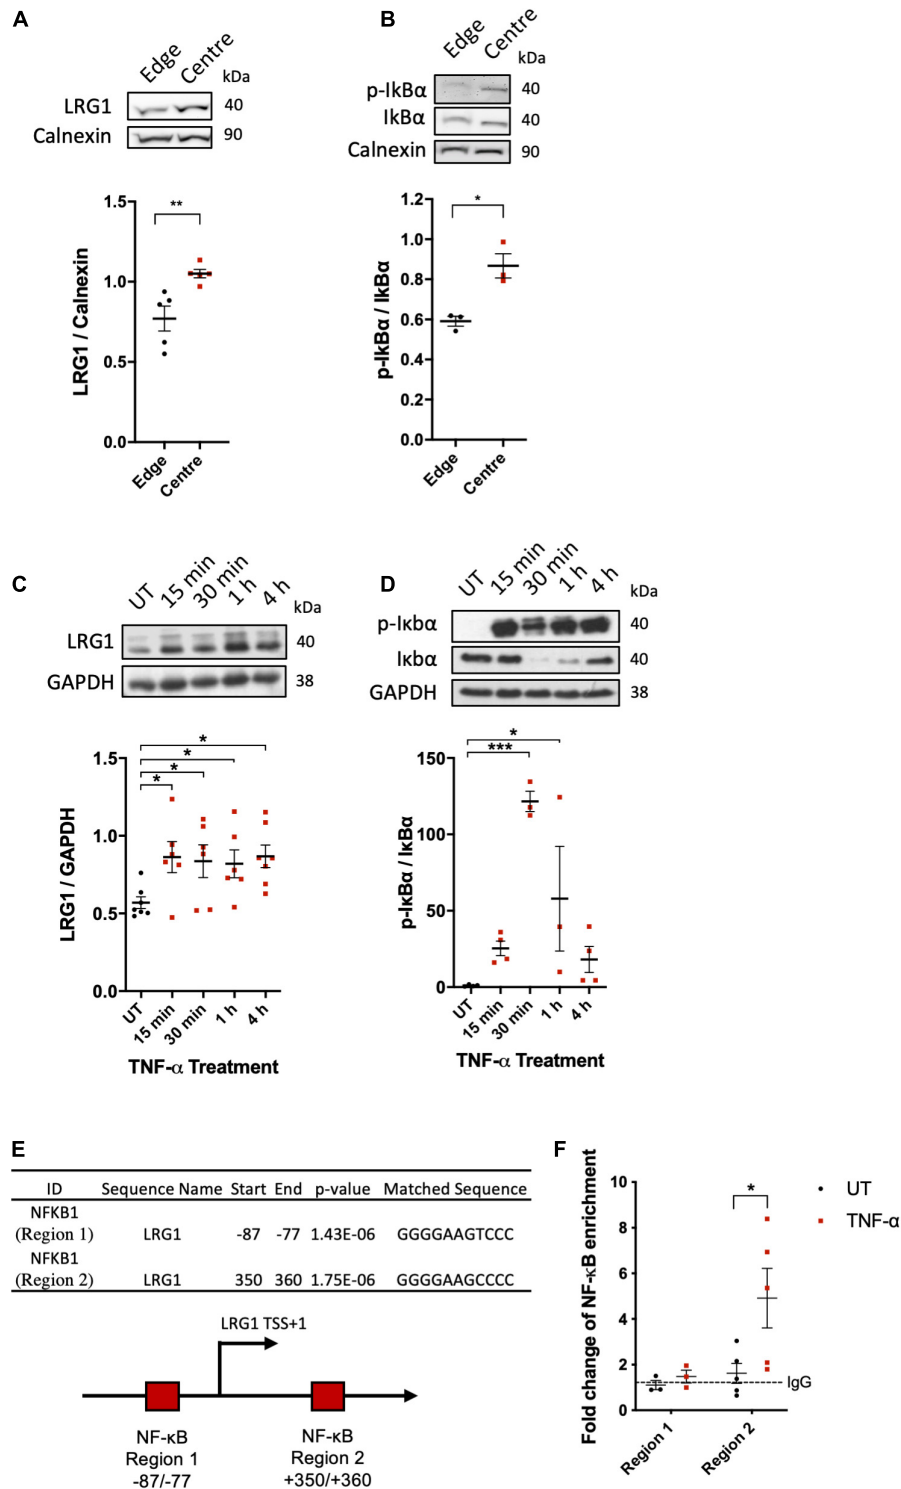 A
Edge
Centre
kDa
LRG1
40
Calnexin
90
1.5
1.0
0.5
0.0
LRG1 / Calnexin
**
Edge
Centre
B
Edge
Centre
kDa
p-IkBα
40
IkBα
40
Calnexin
90
1.2
1.0
0.8
0.6
0.4
0.2
0.0
p-IkBα / IkBα
*
Edge
Centre
C
UT
15 min
30 min
1 h
4 h
kDa
LRG1
40
GAPDH
38
1.5
1.0
0.5
0.0
LRG1 / GAPDH
*
*
*
*
UT
15 min
30 min
1 h
4 h
TNF-α Treatment
D
UT
15 min
30 min
1 h
4 h
kDa
p-Iκbα
40
Iκbα
40
GAPDH
38
150
100
50
0
p-IκBα / IκBα
*
***
UT
15 min
30 min
1 h
4 h
TNF-α Treatment
E
ID Sequence Name Start End p-value Matched Sequence
NFKB1
(Region 1) LRG1 -87 -77 1.43E-06 GGGGAAGTCCC
NFKB1
(Region 2) LRG1 350 360 1.75E-06 GGGGAAGCCCC
LRG1 TSS+1
NF-κB
Region 1
-87/-77
NF-κB
Region 2
+350/+360
F
Fold change of NF-κB enrichment
10
8
6
4
2
0
*
UT
TNF-α
IgG
Region 1
Region 2